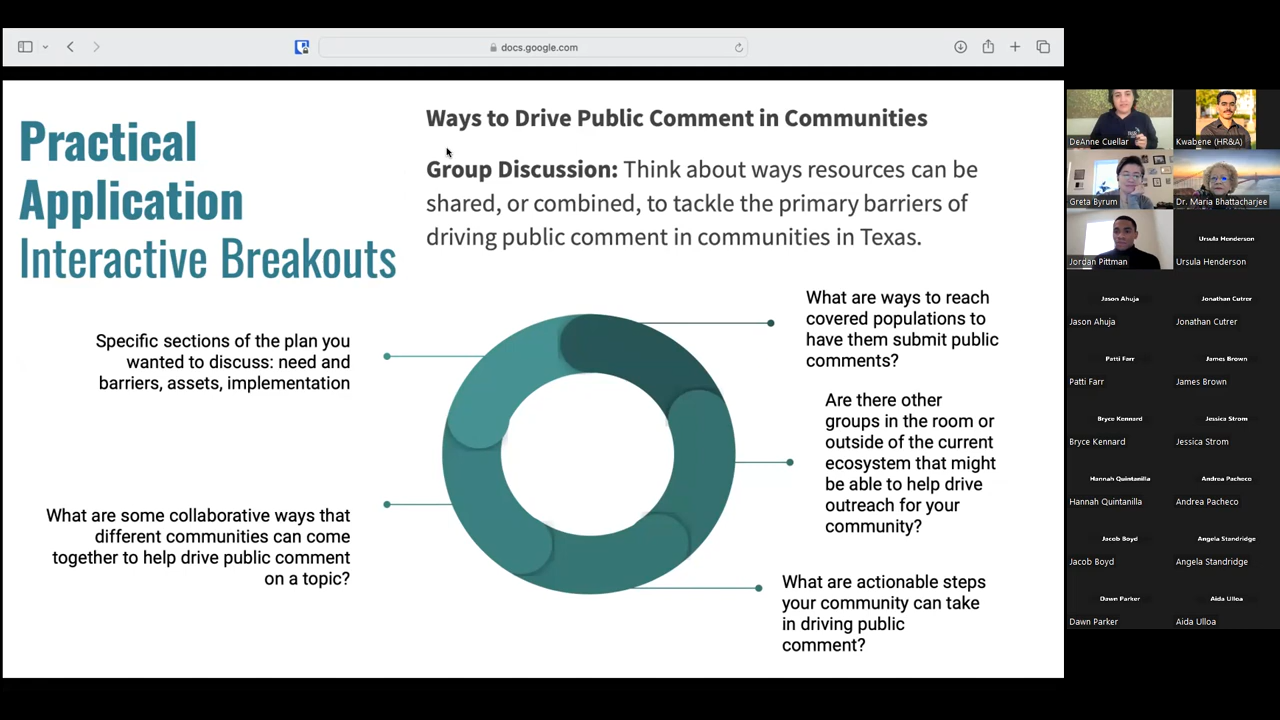 docs.google.com
Practical
Application
Interactive Breakouts
Ways to Drive Public Comment in Communities
Group Discussion: Think about ways resources can be
shared, or combined, to tackle the primary barriers of
driving public comment in communities in Texas.
Specific sections of the plan you
wanted to discuss: need and
barriers, assets, implementation
What are some collaborative ways that
different communities can come
together to help drive public comment
on a topic?
What are ways to reach
covered populations to
have them submit public
comments?
Are there other
groups in the room or
outside of the current
ecosystem that might
be able to help drive
outreach for your
community?
What are actionable steps
your community can take
in driving public
comment?
DeAnne Cuellar
Kwabene (HR&A)
Greta Byrum
Dr. Maria Bhattacharjee
Jordan Pittman
Ursula Henderson
Ursula Henderson
Jason Ahuja
Jason Ahuja
Jonathan Cutrer
Jonathan Cutrer
Patti Farr
Patti Farr
James Brown
James Brown
Bryce Kennard
Bryce Kennard
Jessica Strom
Jessica Strom
Hannah Quintanilla
Hannah Quintanilla
Andrea Pacheco
Andrea Pacheco
Jacob Boyd
Jacob Boyd
Angela Standridge
Angela Standridge
Dawn Parker
Dawn Parker
Aida Ulloa
Aida Ulloa